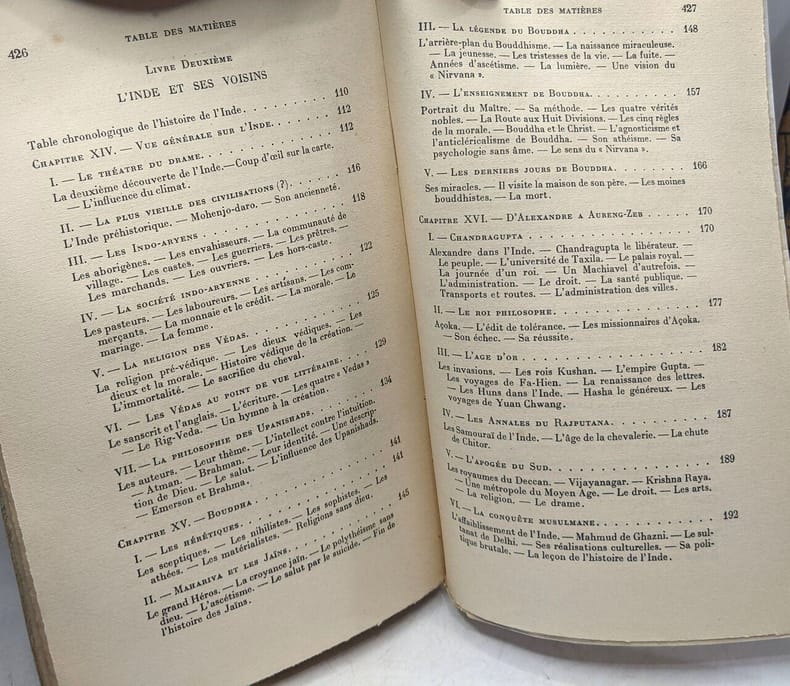 426
TABLE DES MATIÈRES
LIVRE DEUXIÈME
L'INDE ET SES VOISINS
Table chronologique de l'histoire de l'Inde. . . . . . . . . . 110
CHAPITRE XIV. — VUE GÉNÉRALE SUR L'INDE. . . . . . . . . . 112
I. — LE THÉATRE DU DRAME. . . . . . . . . . . . . . . 112
La deuxième découverte de l'Inde. — Coup d'œil sur la carte.
— L'influence du climat.
II. — LA PLUS VIEILLE DES CIVILISATIONS (?). . . . . . . . 116
L'Inde préhistorique. — Mohenjo-daro. — Son ancienneté.
III. — LES INDO-ARYENS . . . . . . . . . . . . . . . 118
Les aborigènes. — Les envahisseurs. — La communauté de
village. — Les castes. — Les guerriers. — Les prêtres. —
Les marchands. — Les ouvriers. — Les hors-caste.
IV. — LA SOCIÉTÉ INDO-ARYENNE . . . . . . . . . . . . 122
Les pasteurs. — Les laboureurs. — Les artisans. — Les com-
merçants. — La monnaie et le crédit. — La morale. — Le
mariage. — La femme.
V. — LA RELIGION DES VÉDAS. . . . . . . . . . . . . . 125
La religion pré-védique. — Les dieux védiques. — Les
dieux et la morale. — Histoire védique de la création. —
L'immortalité. — Le sacrifice du cheval.
VI. — LES VÉDAS AU POINT DE VUE LITTÉRAIRE. . . . . . . 129
Le sanscrit et l'anglais. — L'écriture. — Les quatre « Vedas »
— Le Rig-Veda. — Un hymne à la création.
VII. — LA PHILOSOPHIE DES UPANISHADS. . . . . . . . . . 134
Les auteurs. — Leur thème. — L'intellect contre l'intuition.
— Atman. — Brahman. — Leur identité. — Une descrip-
tion de Dieu. — Le salut. — L'influence des Upanishads.
— Emerson et Brahma.
CHAPITRE XV. — BOUDDHA . . . . . . . . . . . . . . . 141
I. — LES HÉRÉTIQUES. . . . . . . . . . . . . . . . . 141
Les sceptiques. — Les nihilistes. — Les sophistes. — Les
athées. — Les matérialistes. — Religions sans dieu.
II. — MAHARIVA ET LES JAÏNS. . . . . . . . . . . . . . 145
Le grand Héros. — La croyance jaïn. — Le polythéisme sans
dieu. — L'ascétisme. — Le salut par le suicide. — Fin de
l'histoire des Jaïns.
TABLE DES MATIÈRES 427
III. — LA LÉGENDE DU BOUDDHA . . . . . . . . . . . . 148
L'arrière-plan du Bouddhisme. — La naissance miraculeuse.
— La jeunesse. — Les tristesses de la vie. — La fuite. —
Années d'ascétisme. — La lumière. — Une vision du
« Nirvana ».
IV. — L'ENSEIGNEMENT DE BOUDDHA. . . . . . . . . . . 157
Portrait du Maître. — Sa méthode. — Les quatre vérités
nobles. — La Route aux Huit Divisions. — Les cinq règles
de la morale. — Bouddha et le Christ. — L'agnosticisme et
l'anticléricalisme de Bouddha. — Son athéisme. — Sa
psychologie sans âme. — Le sens du « Nirvana ».
V. — LES DERNIERS JOURS DE BOUDDHA. . . . . . . . . . 166
Ses miracles. — Il visite la maison de son père. — Les moines
bouddhistes. — La mort.
CHAPITRE XVI. — D'ALEXANDRE A AURENG-ZEB . . . . . 170
I. — CHANDRAGUPTA . . . . . . . . . . . . . . . . . 170
Alexandre dans l'Inde. — Chandragupta le libérateur. —
Le peuple. — L'université de Taxila. — Le palais royal. —
La journée d'un roi. — Un Machiavel d'autrefois. —
L'administration. — Le droit. — La santé publique. —
Transports et routes. — L'administration des villes.
II. — LE ROI PHILOSOPHE. . . . . . . . . . . . . . . . 177
Açoka. — L'édit de tolérance. — Les missionnaires d'Açoka.
— Son échec. — Sa réussite.
III. — L'AGE D'OR . . . . . . . . . . . . . . . . . . . 182
Les invasions. — Les rois Kushan. — L'empire Gupta. —
Les voyages de Fa-Hien. — La renaissance des lettres.
— Les Huns dans l'Inde. — Hasha le généreux. — Les
voyages de Yuan Chwang.
IV. — LES ANNALES DU RAJPUTANA. . . . . . . . . . . . 187
Les Samouraï de l'Inde. — L'âge de la chevalerie. — La chute
de Chitor.
V. — L'APOGÉE DU SUD. . . . . . . . . . . . . . . . . 189
Les royaumes du Deccan. — Vijayanagar. — Krishna Raya.
— Une métropole du Moyen Age. — Le droit. — Les arts.
— La religion. — Le drame.
VI. — LA CONQUÊTE MUSULMANE. . . . . . . . . . . . . 192
L'affaiblissement de l'Inde. — Mahmud de Ghazni. — Le sul-
tanat de Delhi. — Ses réalisations culturelles. — Sa poli-
tique brutale. — La leçon de l'histoire de l'Inde.